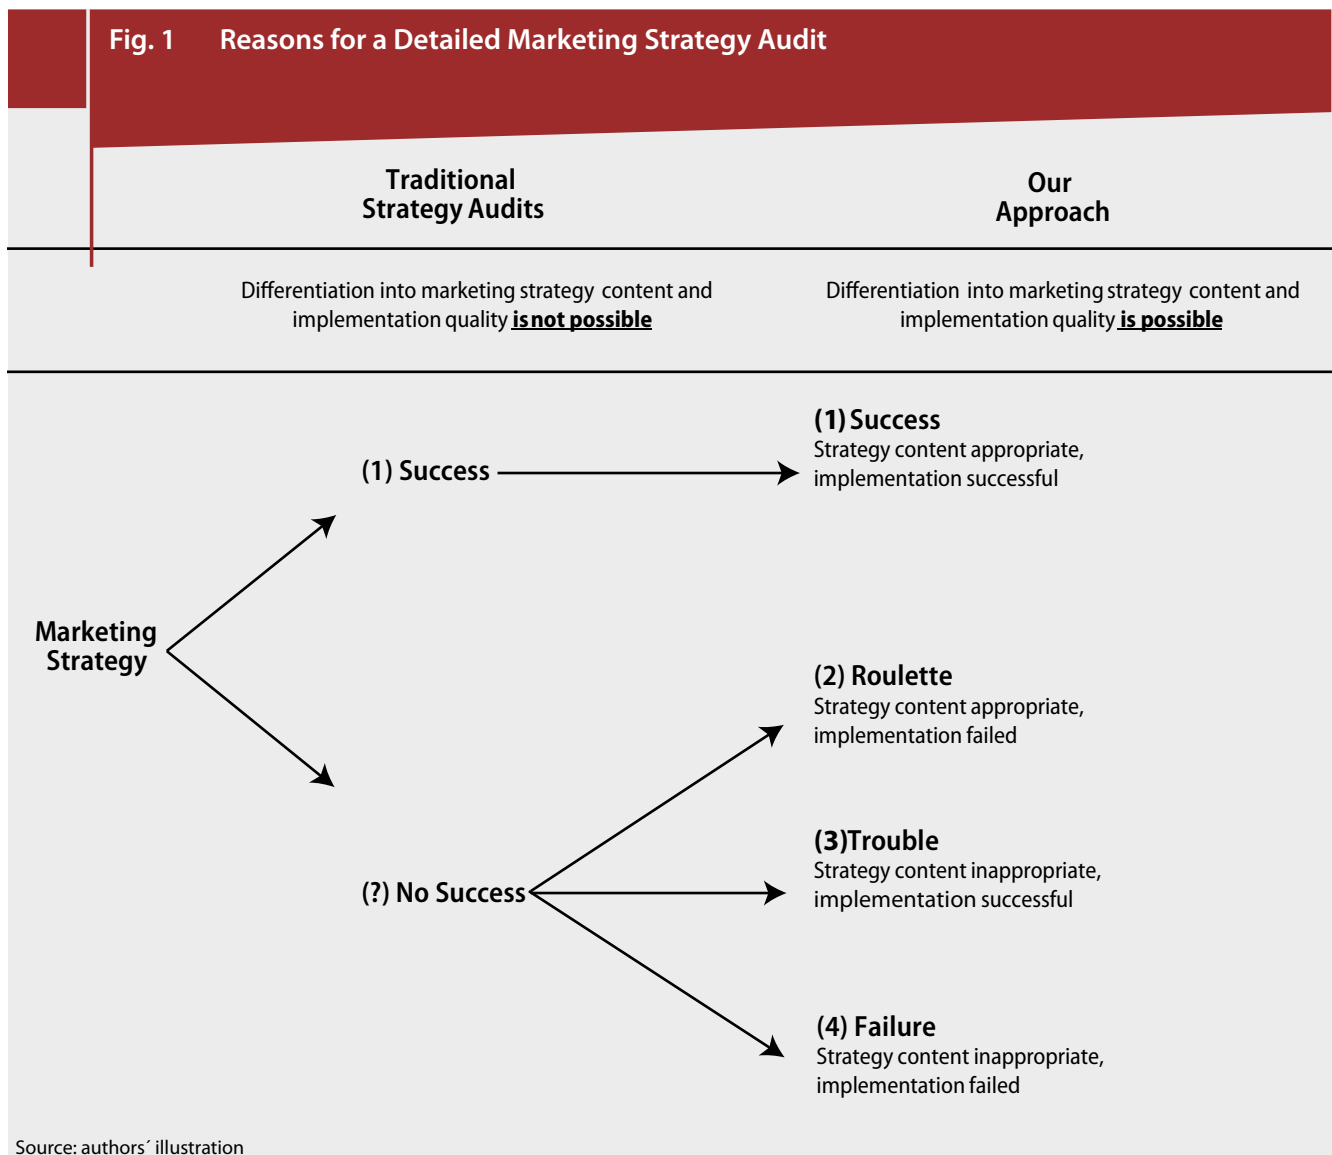 Fig. 1 Reasons for a Detailed Marketing Strategy Audit
Traditional
Strategy Audits
Our
Approach
Differentiation into marketing strategy content and
implementation quality is not possible
Differentiation into marketing strategy content and
implementation quality is possible
(1) Success
(1) Success
Strategy content appropriate,
implementation successful
Marketing
Strategy
(2) Roulette
Strategy content appropriate,
implementation failed
(?) No Success
(3)Trouble
Strategy content inappropriate,
implementation successful
(4) Failure
Strategy content inappropriate,
implementation failed
Source: authors´ illustration